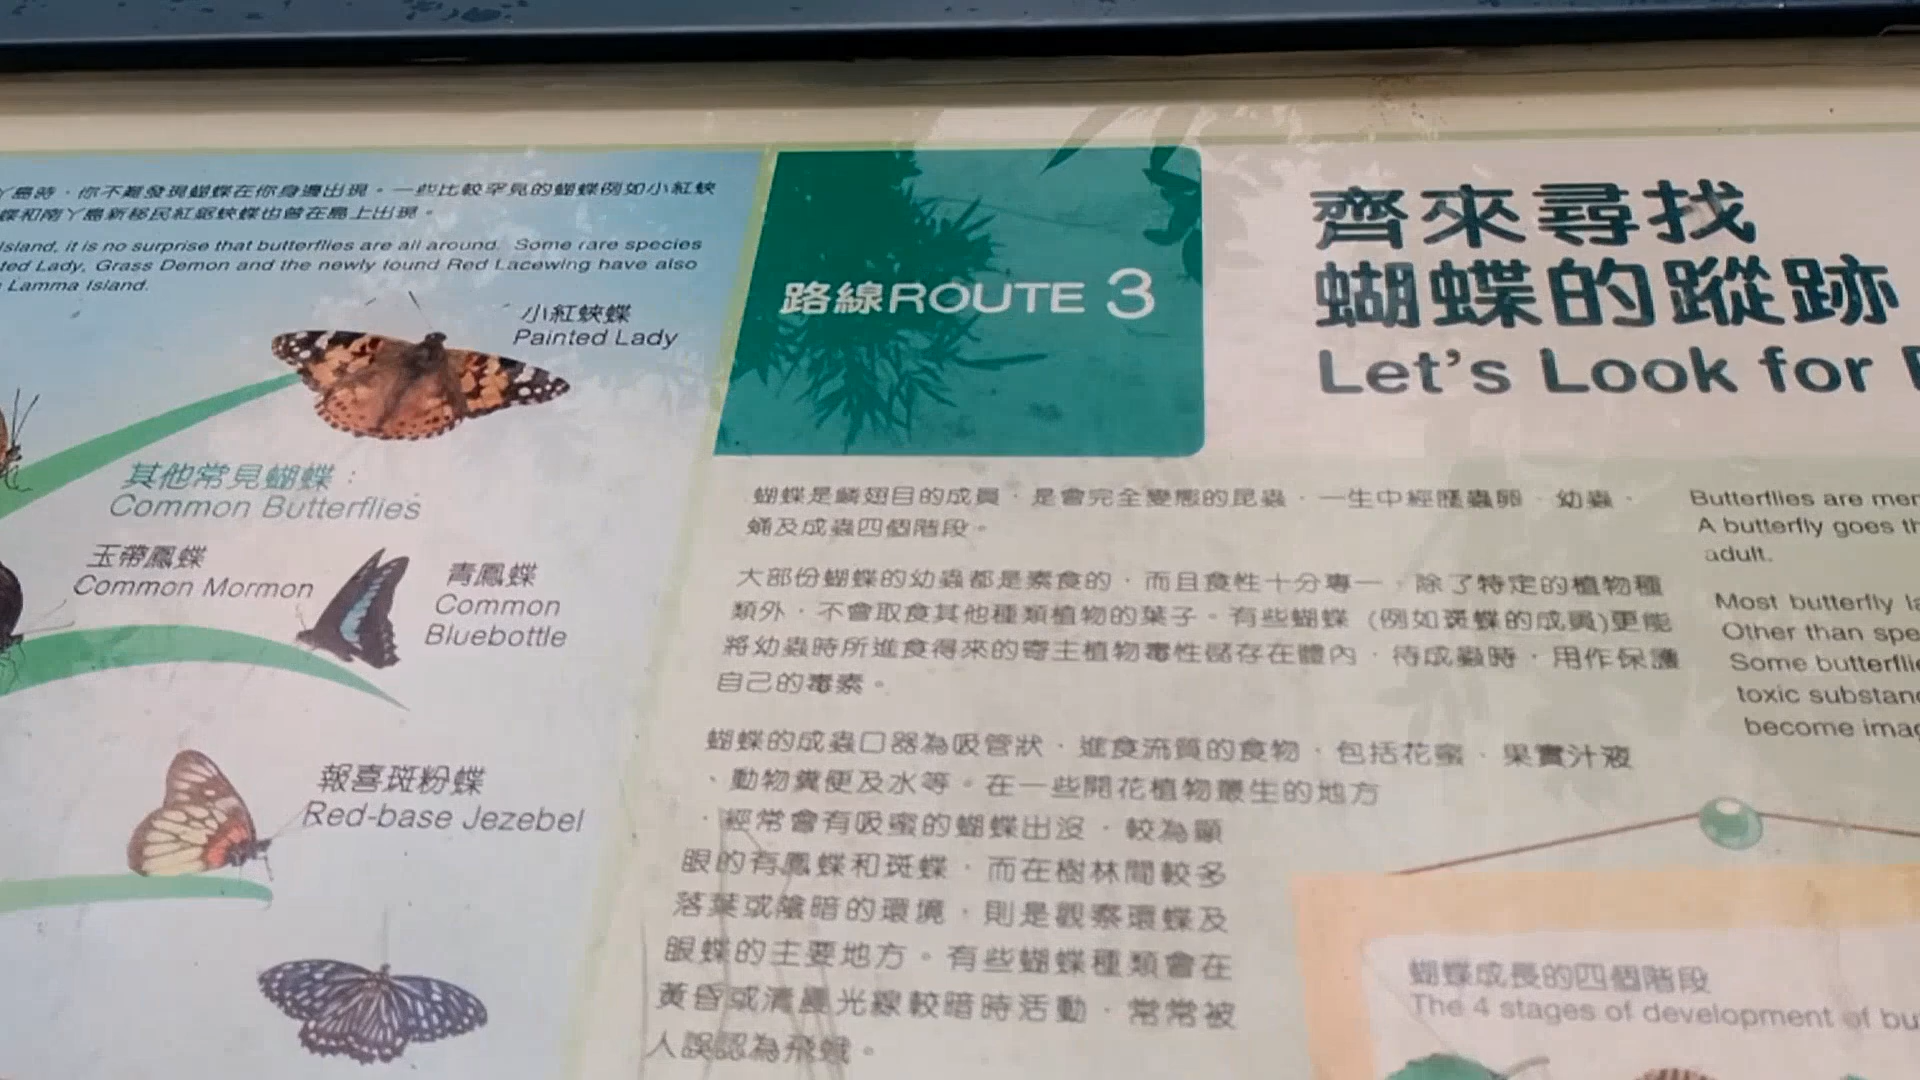 丫島時，你不難發現蝴蝶在你身邊出現。一些比較罕見的蝴蝶例如小紅蛺
蝶和南丫島新移民紅鋸蛺蝶也曾在島上出現。
Island, it is no surprise that butterflies are all around. Some rare species
Lady, Grass Demon and the newly found Red Lacewing have also
Lamma Island.
小紅蛺蝶
Painted Lady
其他常見蝴蝶：
Common Butterflies
玉帶鳳蝶
Common Mormon
青鳳蝶
Common
Bluebottle
報喜斑粉蝶
Red-base Jezebel
路線ROUTE 3
齊來尋找
蝴蝶的蹤跡
Let's Look for
蝴蝶是鱗翅目的成員，是會完全變態的昆蟲，一生中經歷蟲卵、幼蟲、
蛹及成蟲四個階段。
大部份蝴蝶的幼蟲都是素食的，而且食性十分專一，除了特定的植物種
類外，不會取食其他種類植物的葉子。有些蝴蝶 (例如斑蝶的成員)更能
將幼蟲時所進食得來的寄主植物毒性儲存在體內，待成蟲時，用作保護
自己的毒素。
蝴蝶的成蟲口器為吸管狀，進食流質的食物，包括花蜜、果實汁液
、動物糞便及水等。在一些開花植物叢生的地方
，經常會有吸蜜的蝴蝶出沒，較為顯
眼的有鳳蝶和斑蝶，而在樹林間較多
落葉或陰暗的環境，則是觀察環蝶及
眼蝶的主要地方。有些蝴蝶種類會在
黃昏或清晨光線較暗時活動，常常被
人誤認為飛蛾。
Butterflies are
A butterfly goes
adult.
Most butterfly
Other than
Some
toxic
become
蝴蝶成長的四個階段
The 4 stages of development of